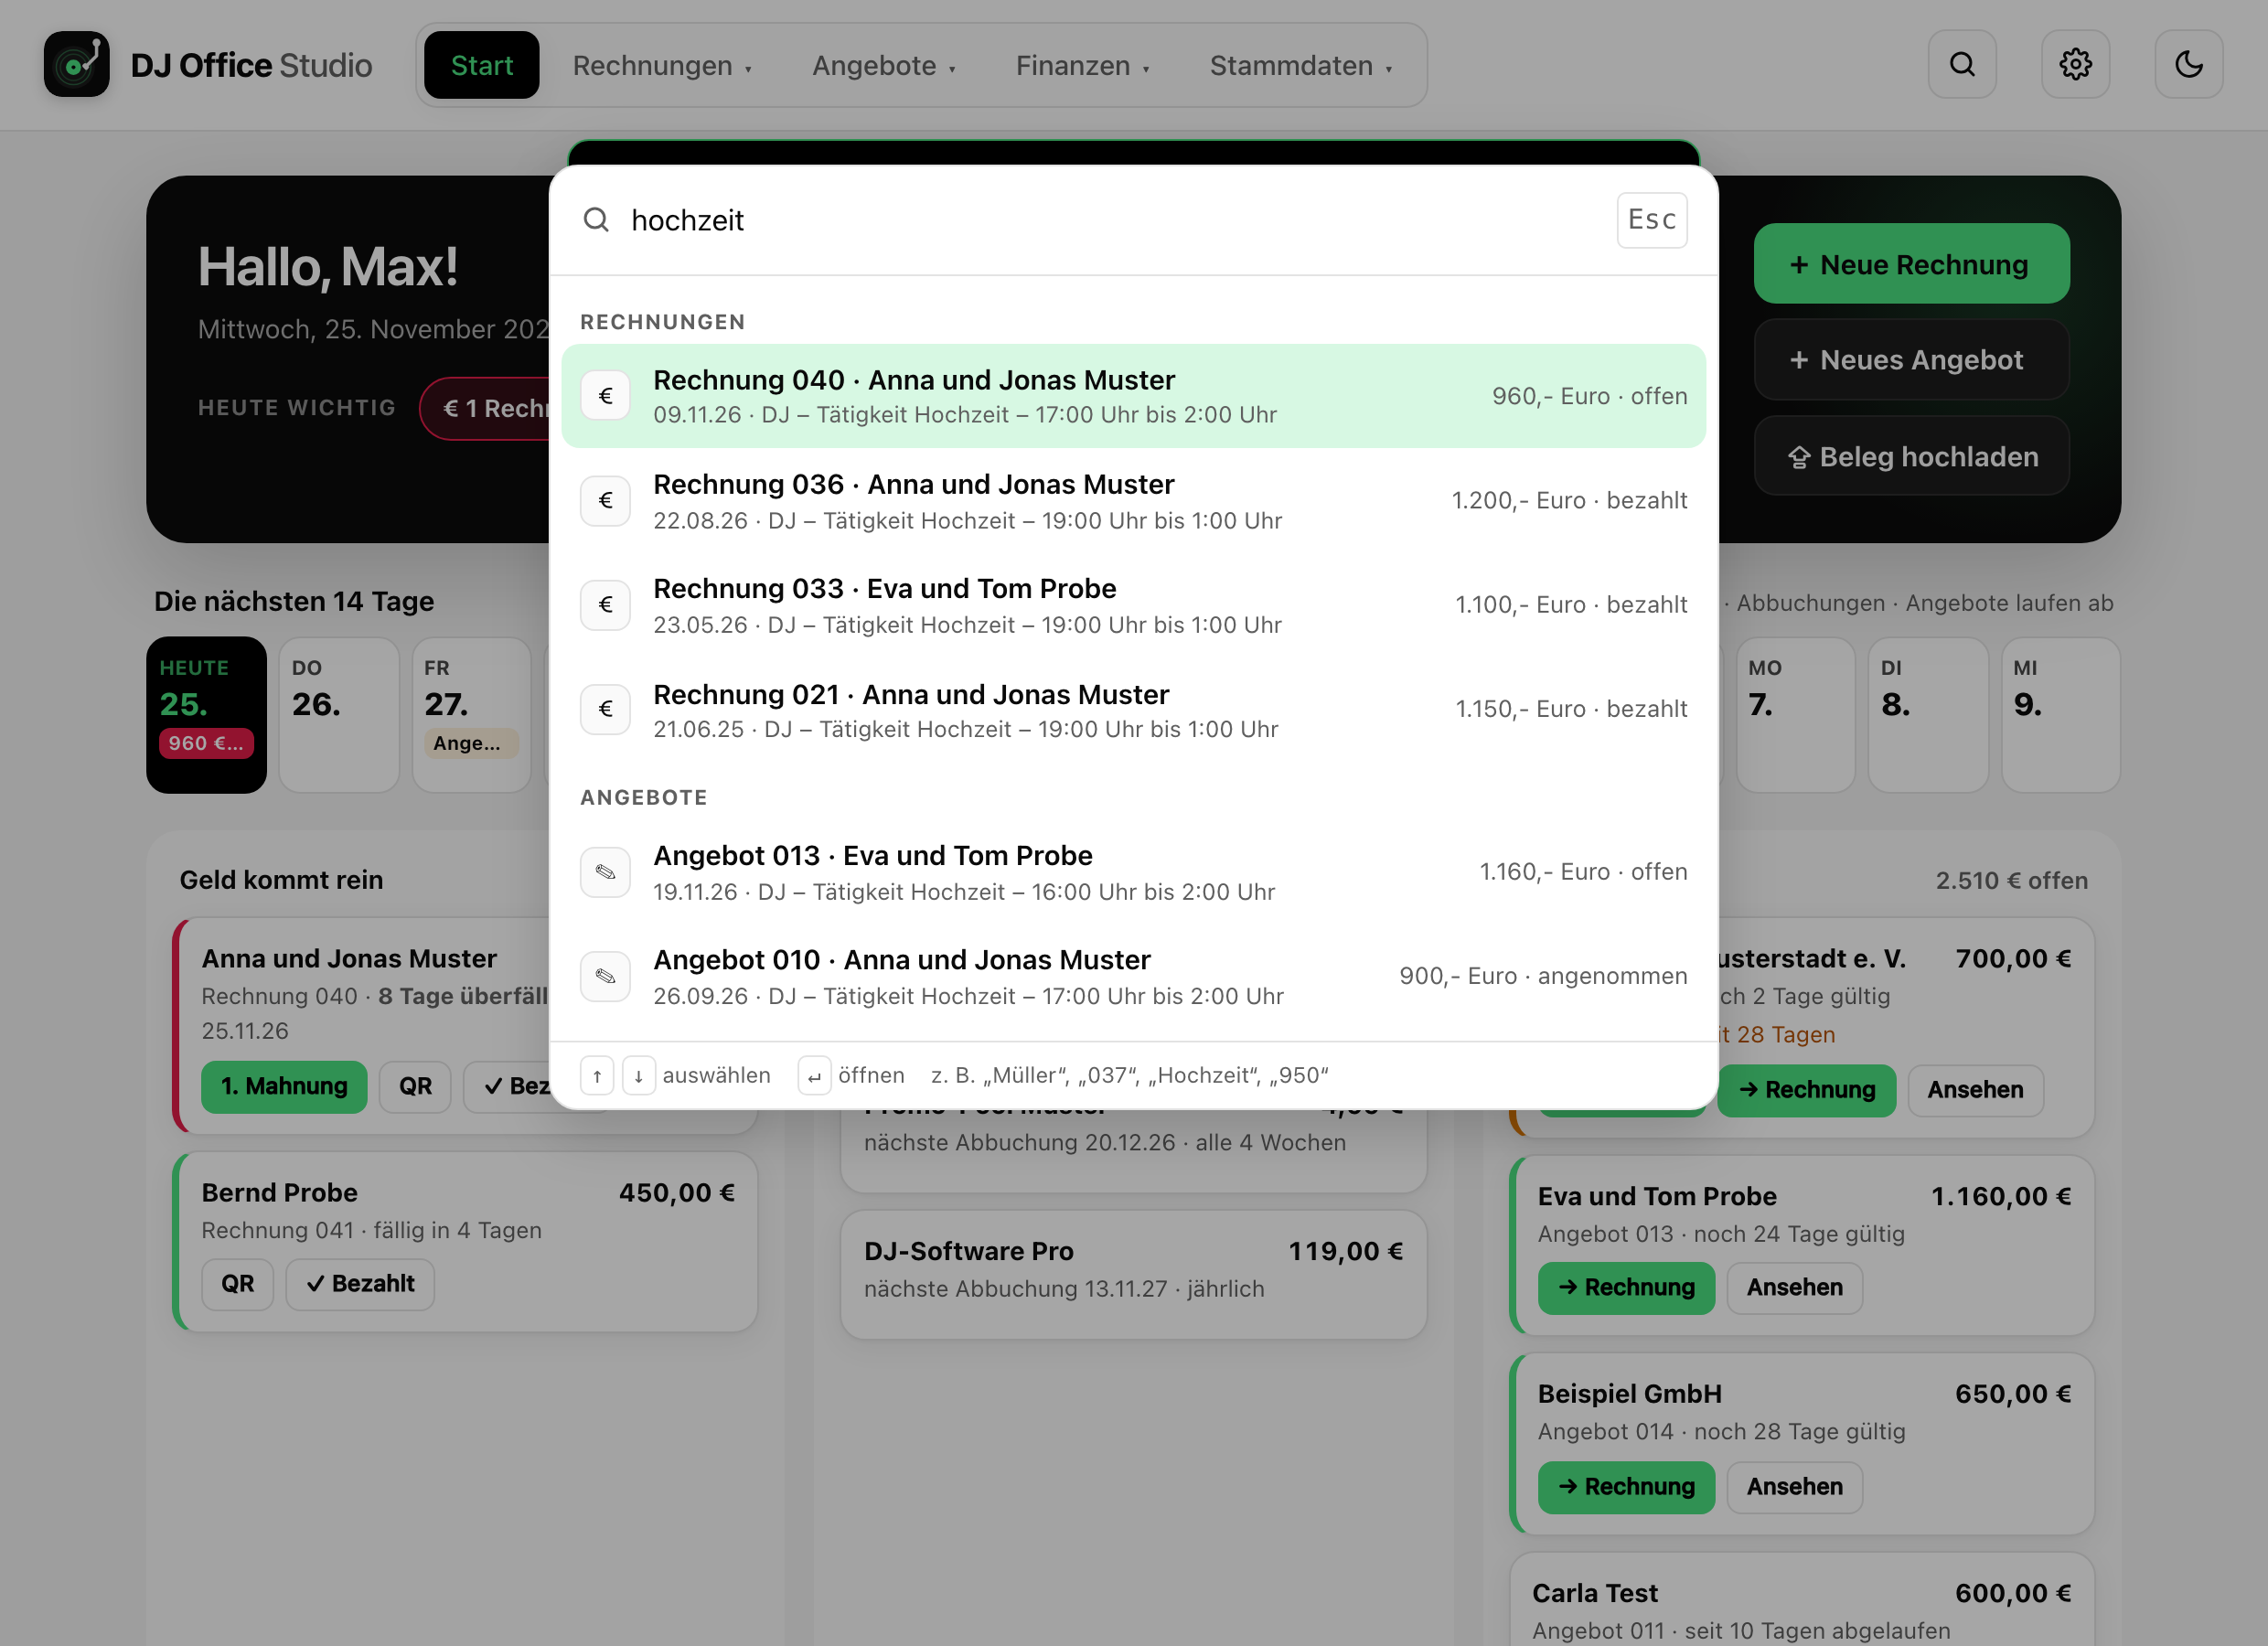 DJ Office Studio
Start
Rechnungen ▾
Angebote ▾
Finanzen ▾
Stammdaten ▾
Hallo, Max!
Mittwoch, 25. November 202
HEUTE WICHTIG
€ 1 Rech
+ Neue Rechnung
+ Neues Angebot
Beleg hochladen
hochzeit
Esc
RECHNUNGEN
€
Rechnung 040 · Anna und Jonas Muster
09.11.26 · DJ – Tätigkeit Hochzeit – 17:00 Uhr bis 2:00 Uhr
960,- Euro · offen
€
Rechnung 036 · Anna und Jonas Muster
22.08.26 · DJ – Tätigkeit Hochzeit – 19:00 Uhr bis 1:00 Uhr
1.200,- Euro · bezahlt
€
Rechnung 033 · Eva und Tom Probe
23.05.26 · DJ – Tätigkeit Hochzeit – 19:00 Uhr bis 1:00 Uhr
1.100,- Euro · bezahlt
€
Rechnung 021 · Anna und Jonas Muster
21.06.25 · DJ – Tätigkeit Hochzeit – 19:00 Uhr bis 1:00 Uhr
1.150,- Euro · bezahlt
ANGEBOTE
Angebot 013 · Eva und Tom Probe
19.11.26 · DJ – Tätigkeit Hochzeit – 16:00 Uhr bis 2:00 Uhr
1.160,- Euro · offen
Angebot 010 · Anna und Jonas Muster
26.09.26 · DJ – Tätigkeit Hochzeit – 17:00 Uhr bis 2:00 Uhr
900,- Euro · angenommen
↑ ↓ auswählen ↵ öffnen z. B. „Müller“, „037“, „Hochzeit“, „950“
Die nächsten 14 Tage
· Abbuchungen · Angebote laufen ab
HEUTE
25.
960 €...
DO
26.
FR
27.
Ange...
MO
7.
DI
8.
MI
9.
Geld kommt rein
Anna und Jonas Muster
Rechnung 040 · 8 Tage überfäll
25.11.26
1. Mahnung
QR
✓ Bez
Bernd Probe
450,00 €
Rechnung 041 · fällig in 4 Tagen
QR
✓ Bezahlt
nächste Abbuchung 20.12.26 · alle 4 Wochen
DJ-Software Pro
119,00 €
nächste Abbuchung 13.11.27 · jährlich
2.510 € offen
usterstadt e. V.
700,00 €
ch 2 Tage gültig
it 28 Tagen
→ Rechnung
Ansehen
Eva und Tom Probe
1.160,00 €
Angebot 013 · noch 24 Tage gültig
→ Rechnung
Ansehen
Beispiel GmbH
650,00 €
Angebot 014 · noch 28 Tage gültig
→ Rechnung
Ansehen
Carla Test
600,00 €
Angebot 011 · seit 10 Tagen abgelaufen